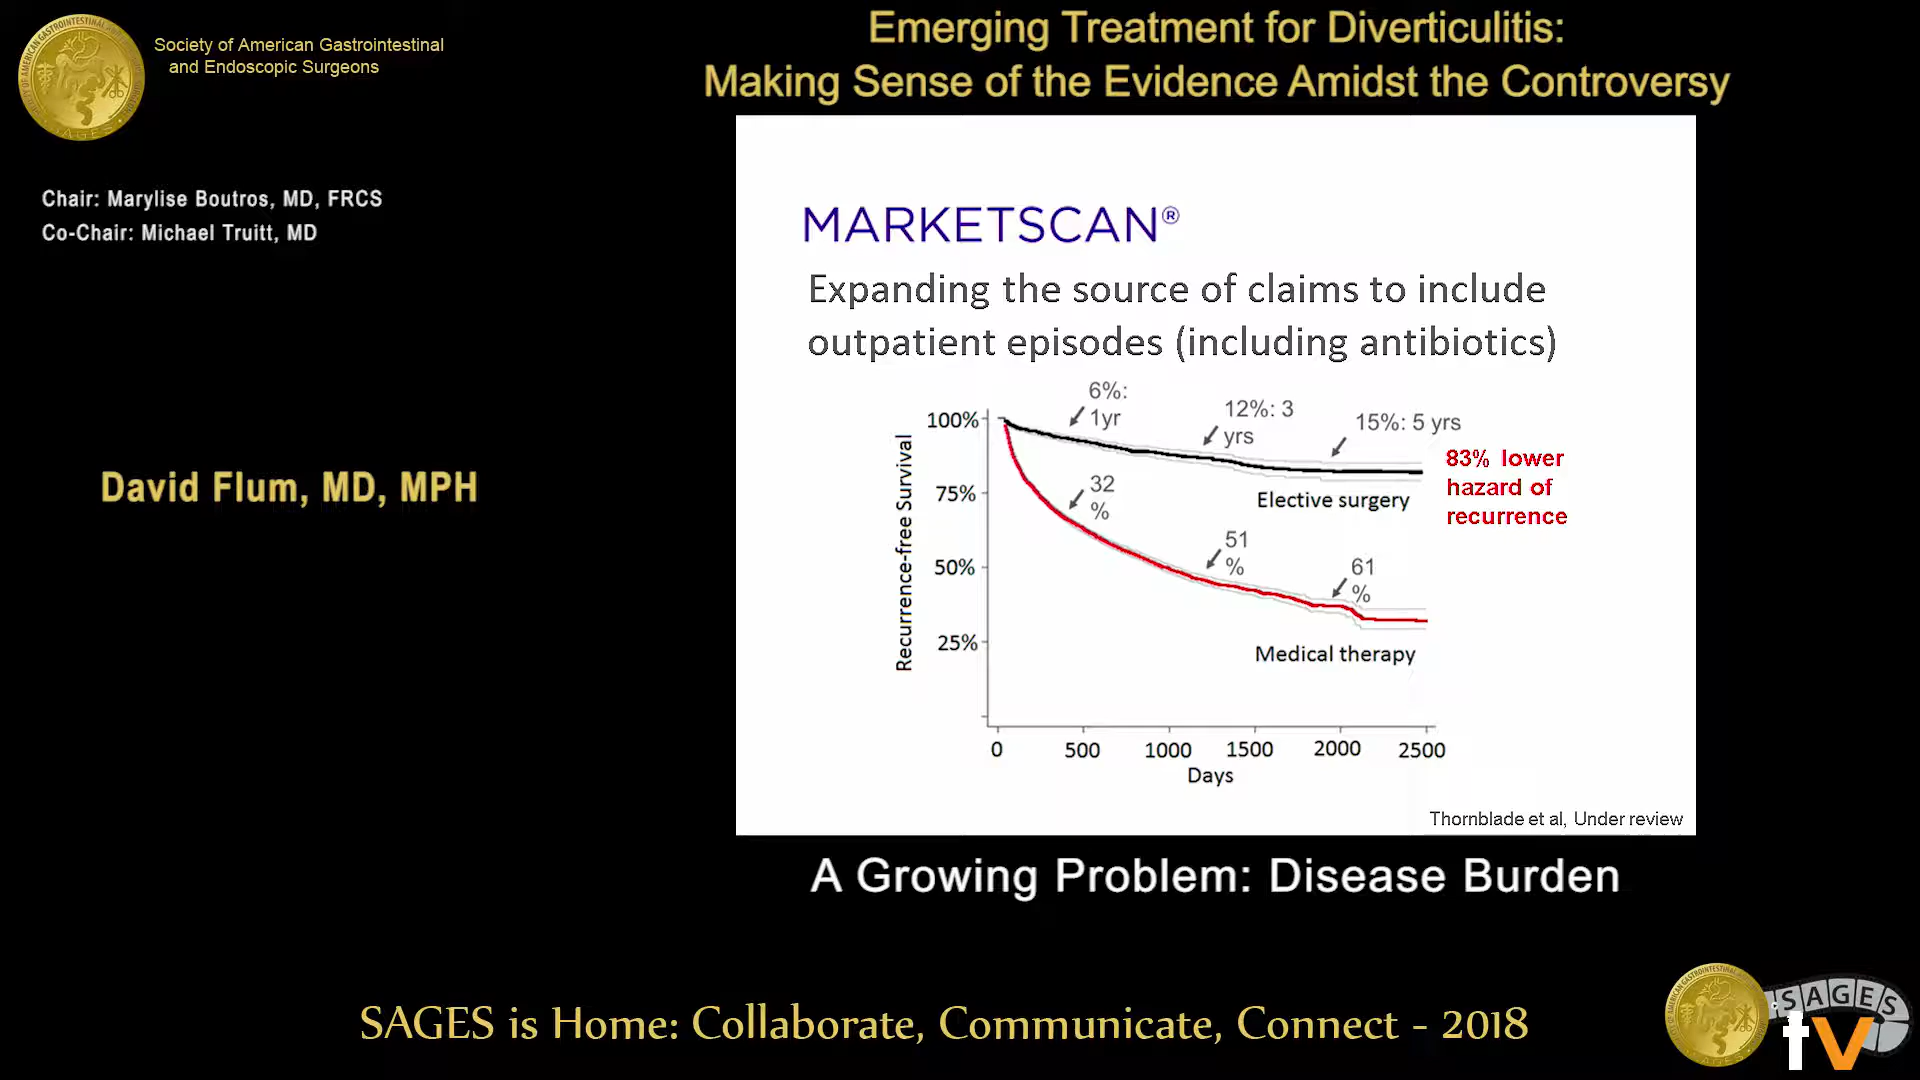 Society of American Gastrointestinal
and Endoscopic Surgeons
Emerging Treatment for Diverticulitis:
Making Sense of the Evidence Amidst the Controversy
Chair: Marylise Boutros, MD, FRCS
Co-Chair: Michael Truitt, MD
David Flum, MD, MPH
MARKETSCAN®
Expanding the source of claims to include
outpatient episodes (including antibiotics)
Recurrence-free Survival
100%
75%
50%
25%
6%:
1yr
12%: 3
yrs
15%: 5 yrs
83% lower
hazard of
recurrence
Elective surgery
32
%
51
%
61
%
Medical therapy
0 500 1000 1500 2000 2500
Days
Thornblade et al, Under review
A Growing Problem: Disease Burden
SAGES is Home: Collaborate, Communicate, Connect - 2018
SAGES
tv